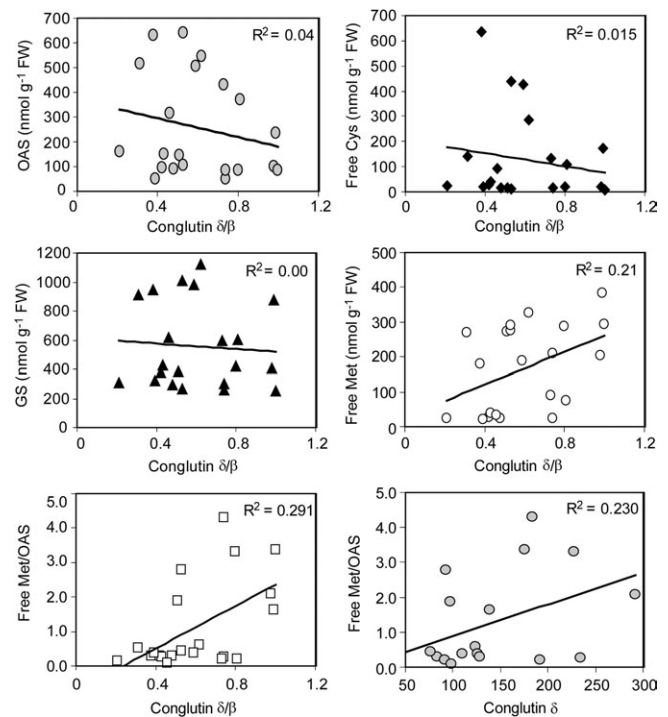 700
600
500
400
300
200
100
0
OAS (nmol g-1 FW)
R2 = 0.04
0 0.4 0.8 1.2
Conglutin δ/β
700
600
500
400
300
200
100
0
Free Cys (nmol g-1 FW)
R2 = 0.015
0 0.4 0.8 1.2
Conglutin δ/β
1200
1000
800
600
400
200
0
GS (nmol g-1 FW)
R2 = 0.00
0 0.4 0.8 1.2
Conglutin δ/β
500
400
300
200
100
0
Free Met (nmol g-1 FW)
R2 = 0.21
0 0.4 0.8 1.2
Conglutin δ/β
5.0
4.0
3.0
2.0
1.0
0.0
Free Met/OAS
R2 = 0.291
0 0.4 0.8 1.2
Conglutin δ/β
5.0
4.0
3.0
2.0
1.0
0.0
Free Met/OAS
R2 = 0.230
50 100 150 200 250 300
Conglutin δ